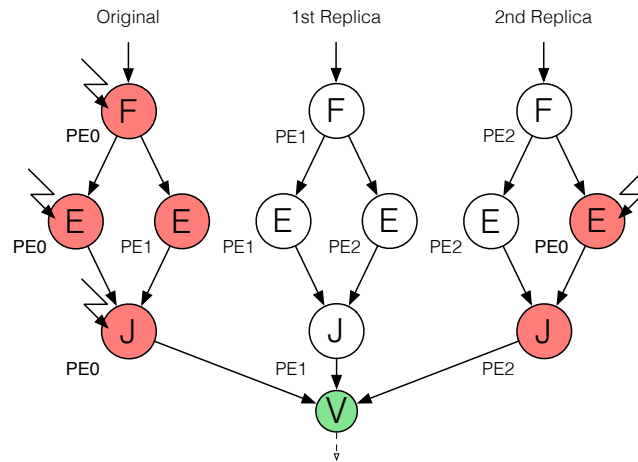 Original 1st Replica 2nd Replica
F F F
PE0 PE1 PE2
E E E E E E
PE0 PE1 PE1 PE2 PE2 PE0
J J J
PE0 PE1 PE2
V